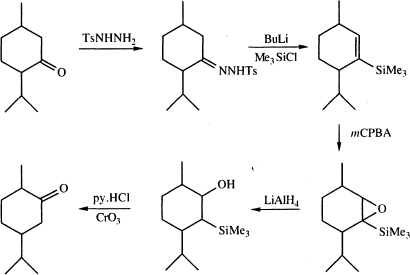 TsNHNH2
BuLi
Me3SiCl
O
NNHTs
SiMe3
mCPBA
O
py.HCl
CrO3
OH
SiMe3
LiAlH4
O
SiMe3